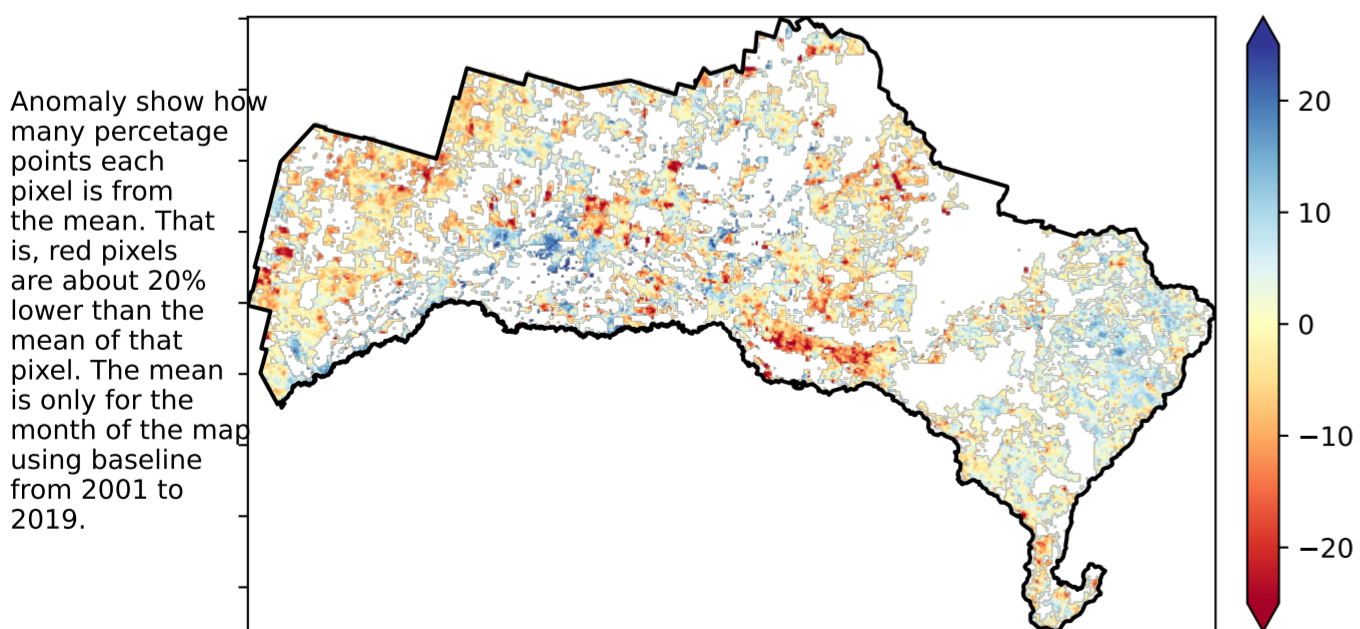 Anomaly show how
many percetage
points each
pixel is from
the mean. That
is, red pixels
are about 20%
lower than the
mean of that
pixel. The mean
is only for the
month of the map
using baseline
from 2001 to
2019.
20
10
0
−10
−20